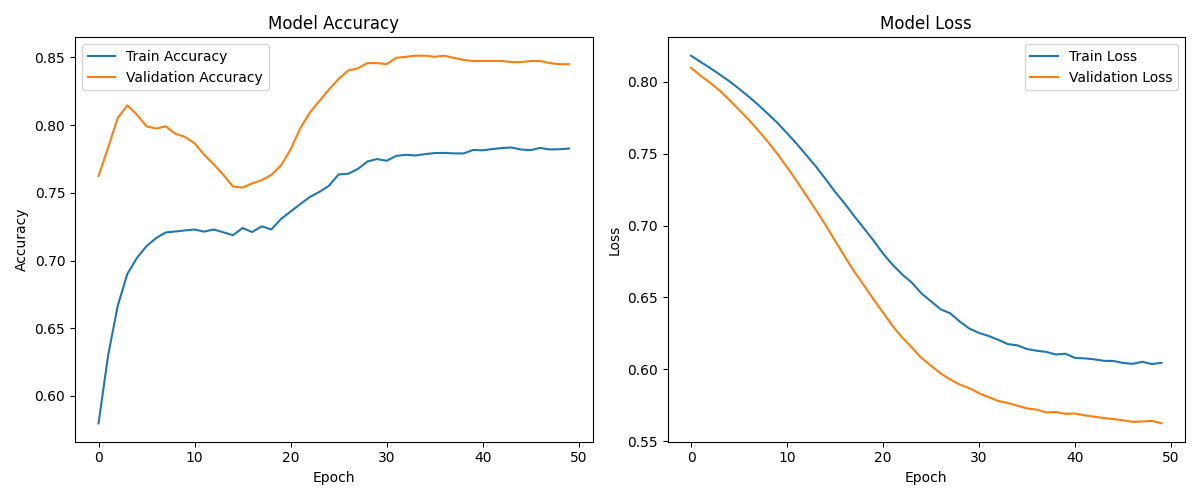 Model Accuracy
Train Accuracy
Validation Accuracy
0.85
0.80
0.75
0.70
0.65
0.60
Accuracy
0
10
20
30
40
50
Epoch
Model Loss
Train Loss
Validation Loss
0.80
0.75
0.70
0.65
0.60
0.55
Loss
0
10
20
30
40
50
Epoch